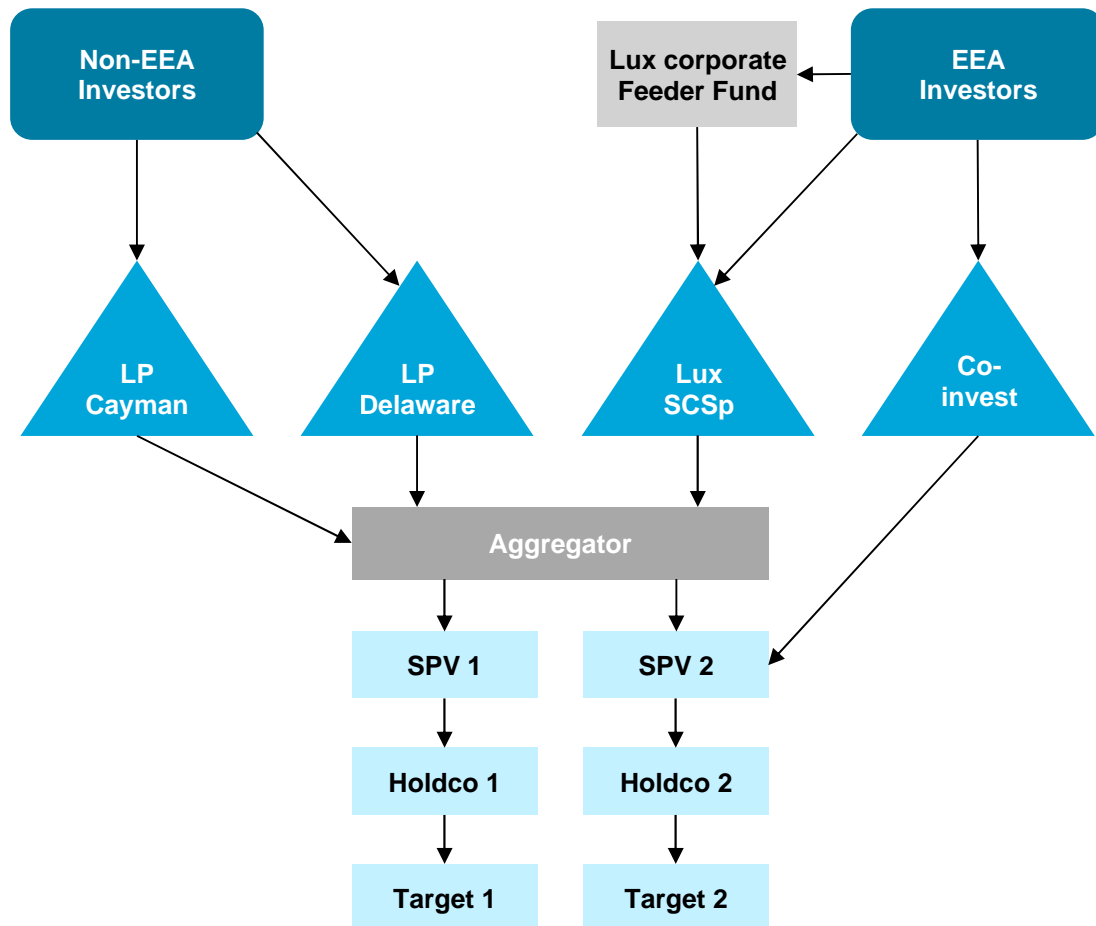 Non-EEA
Investors
Lux corporate
Feeder Fund
EEA
Investors
LP
Cayman
LP
Delaware
Lux
SCSp
Co-
invest
Aggregator
SPV 1
SPV 2
Holdco 1
Holdco 2
Target 1
Target 2